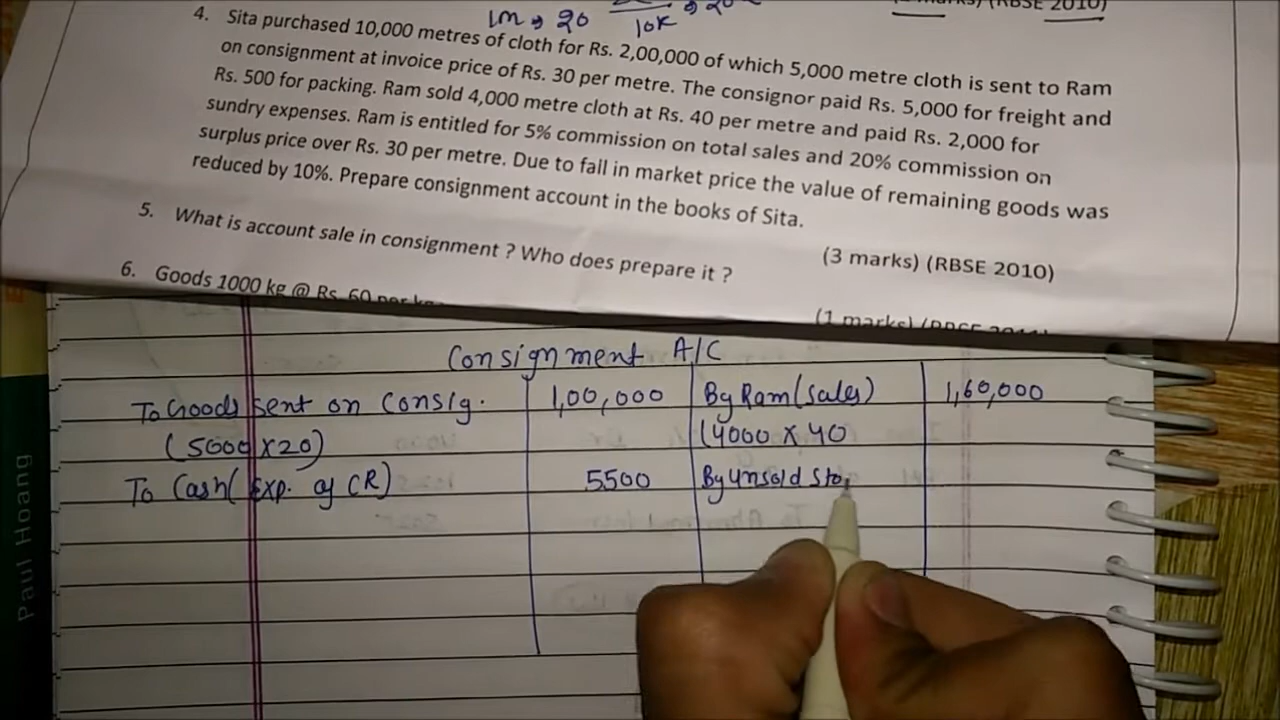 1m → 20 10K
(RBSE 2010)
4. Sita purchased 10,000 metres of cloth for Rs. 2,00,000 of which 5,000 metre cloth is sent to Ram
on consignment at invoice price of Rs. 30 per metre. The consignor paid Rs. 5,000 for freight and
Rs. 500 for packing. Ram sold 4,000 metre cloth at Rs. 40 per metre and paid Rs. 2,000 for
sundry expenses. Ram is entitled for 5% commission on total sales and 20% commission on
surplus price over Rs. 30 per metre. Due to fall in market price the value of remaining goods was
reduced by 10%. Prepare consignment account in the books of Sita.
(3 marks) (RBSE 2010)
5. What is account sale in consignment ? Who does prepare it ?
(1 marks)
6. Goods 1000 kg @ Rs. 60 per kg
Consignment A/C
To Goods sent on Consig. 1,00,000 By Ram (Sales) 1,60,000
(5000 X 20) (4000 X 40
To Cash( Exp. of CR) 5500 By Unsold Sto
Paul Hoang